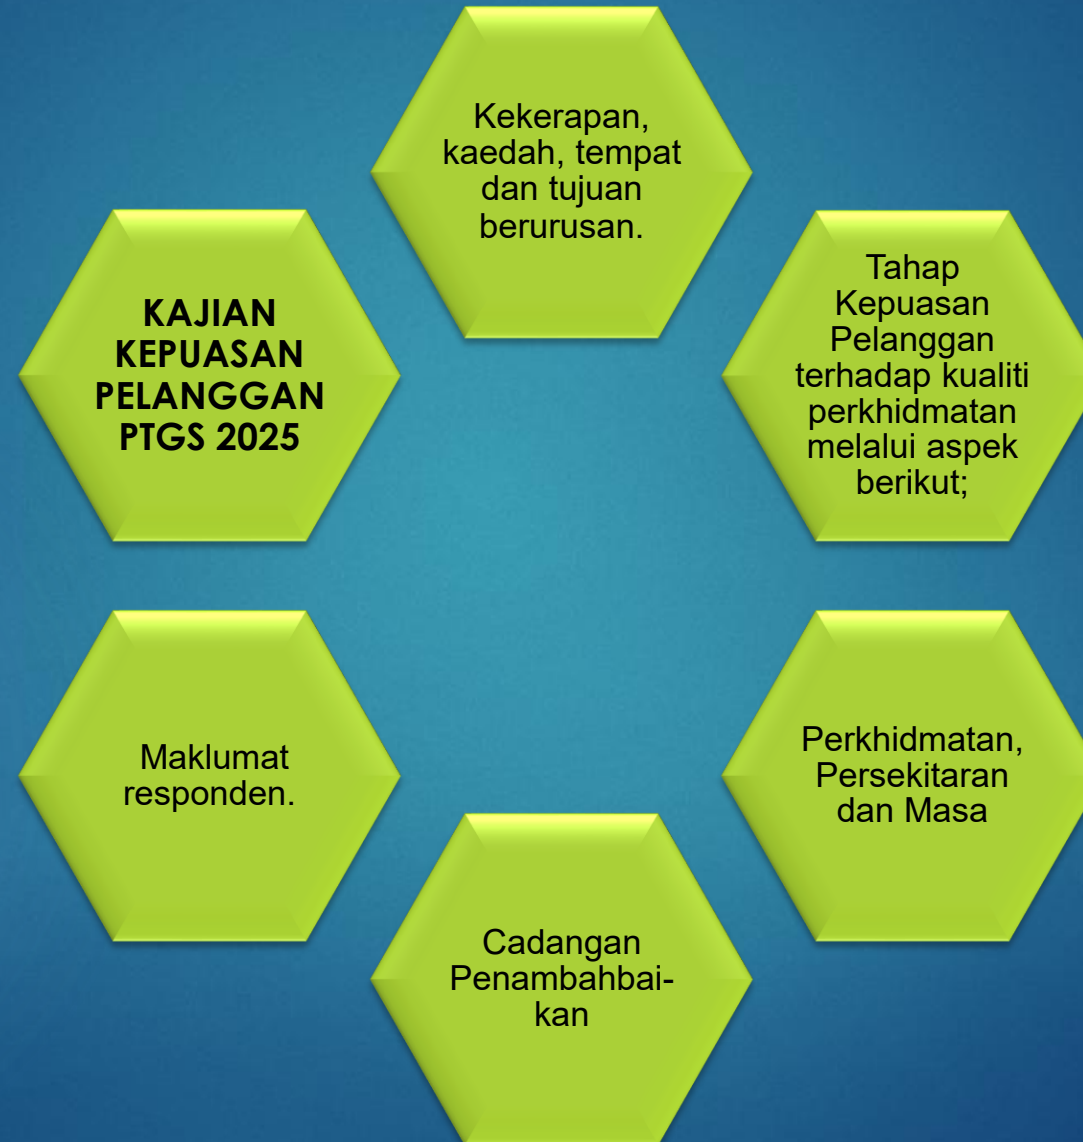 KAJIAN
KEPUASAN
PELANGGAN
PTGS 2025
Kekerapan,
kaedah, tempat
dan tujuan
berurusan.
Tahap
Kepuasan
Pelanggan
terhadap kualiti
perkhidmatan
melalui aspek
berikut;
Perkhidmatan,
Persekitaran
dan Masa
Cadangan
Penambahbai-
kan
Maklumat
responden.